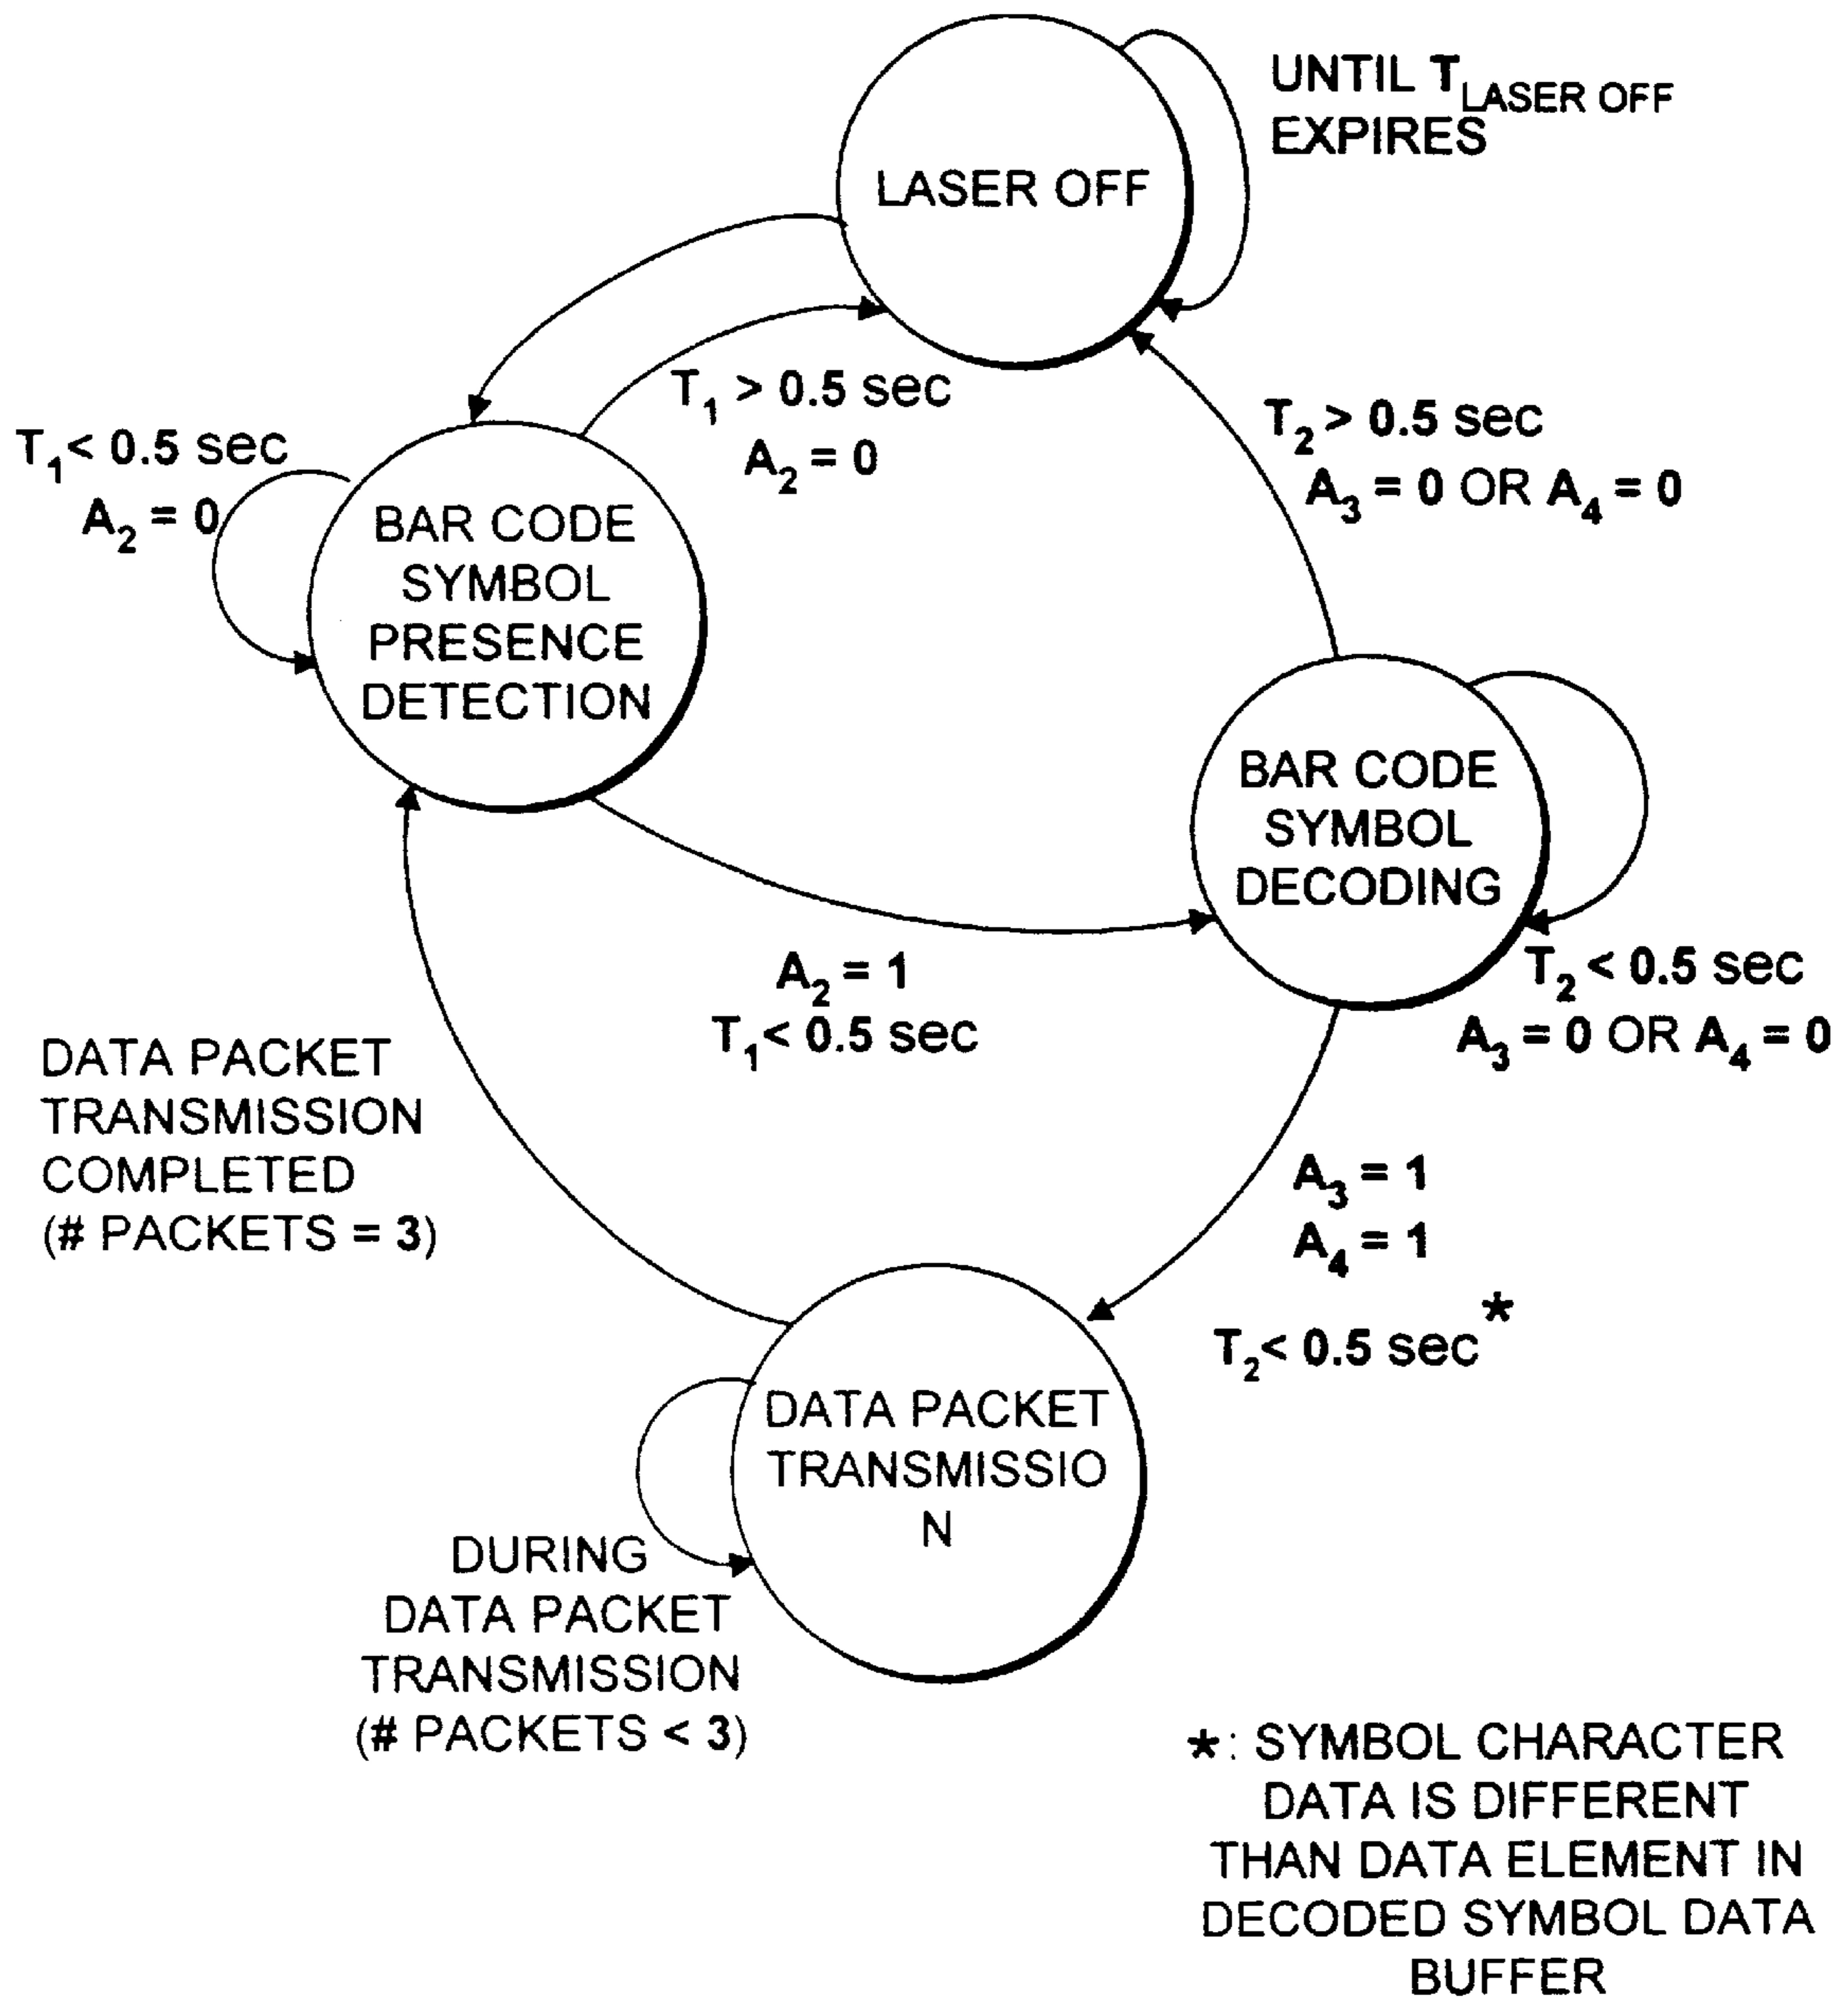 UNTIL T LASER OFF
EXPIRES
LASER OFF
T1 > 0.5 sec
A2 = 0
T2 > 0.5 sec
A3 = 0 OR A4 = 0
T1 < 0.5 sec
A2 = 0
BAR CODE
SYMBOL
PRESENCE
DETECTION
BAR CODE
SYMBOL
DECODING
T2 < 0.5 sec
A3 = 0 OR A4 = 0
A2 = 1
T1 < 0.5 sec
DATA PACKET
TRANSMISSION
COMPLETED
(# PACKETS = 3)
A3 = 1
A4 = 1
T2 < 0.5 sec *
DATA PACKET
TRANSMISSIO
N
DURING
DATA PACKET
TRANSMISSION
(# PACKETS < 3)
*: SYMBOL CHARACTER
DATA IS DIFFERENT
THAN DATA ELEMENT IN
DECODED SYMBOL DATA
BUFFER